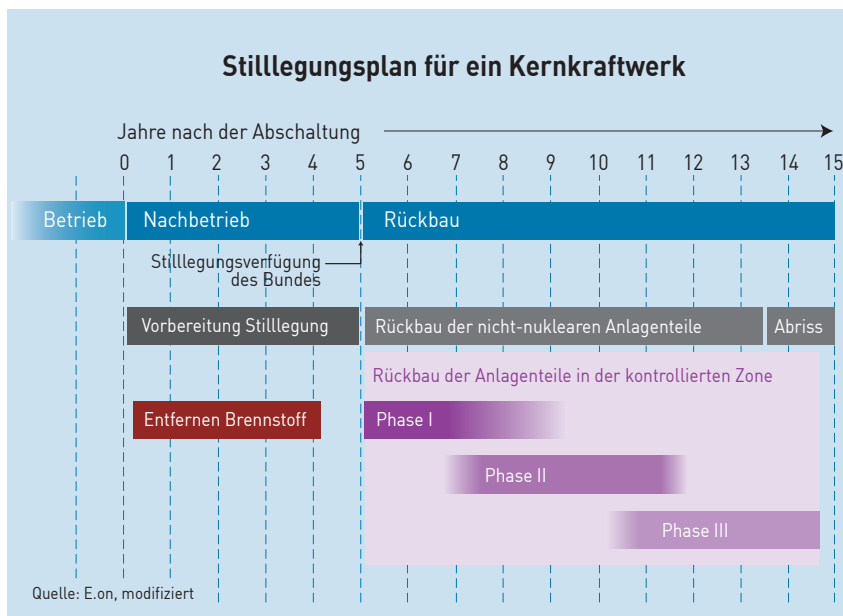 Stilllegungsplan für ein Kernkraftwerk
Jahre nach der Abschaltung
0 1 2 3 4 5 6 7 8 9 10 11 12 13 14 15
Betrieb Nachbetrieb Rückbau
Stilllegungsverfügung
des Bundes
Vorbereitung Stilllegung Rückbau der nicht-nuklearen Anlagenteile Abriss
Rückbau der Anlagenteile in der kontrollierten Zone
Entfernen Brennstoff Phase I
Phase II
Phase III
Quelle: E.on, modifiziert